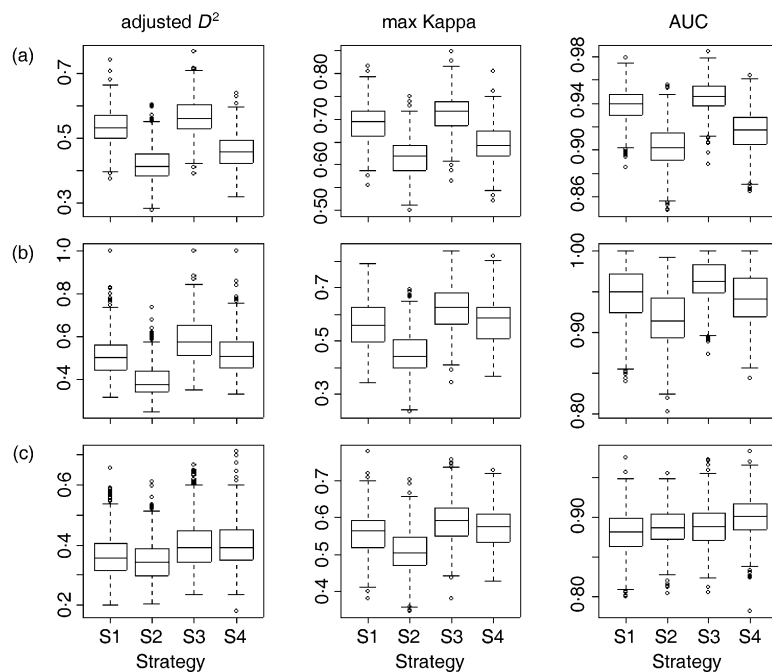 adjusted D²
max Kappa
AUC
(a)
0·3 0·5 0·7
0·50 0·60 0·70 0·80
0·86 0·90 0·94 0·98
(b)
0·4 0·6 0·8 1·0
0·3 0·5 0·7
0·80 0·90 1·00
(c)
0·2 0·4 0·6
0·4 0·5 0·6 0·7
0·80 0·90
S1 S2 S3 S4
S1 S2 S3 S4
S1 S2 S3 S4
Strategy
Strategy
Strategy